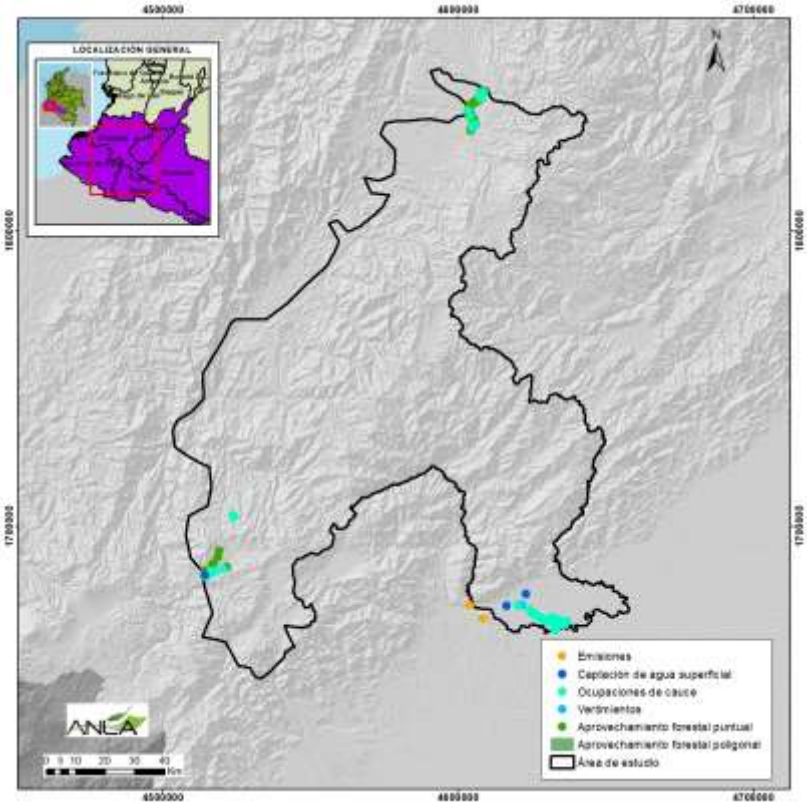 4500000 4600000 4700000
LOCALIZACIÓN GENERAL
N
1800000 1800000
1700000 1700000
Emisiones
Captación de agua superficial
Ocupaciones de cauce
Vertimientos
Aprovechamiento forestal puntual
Aprovechamiento forestal poligonal
Área de estudio
ANLA
0 5 10 20 30 40
Km
4500000 4600000 4700000